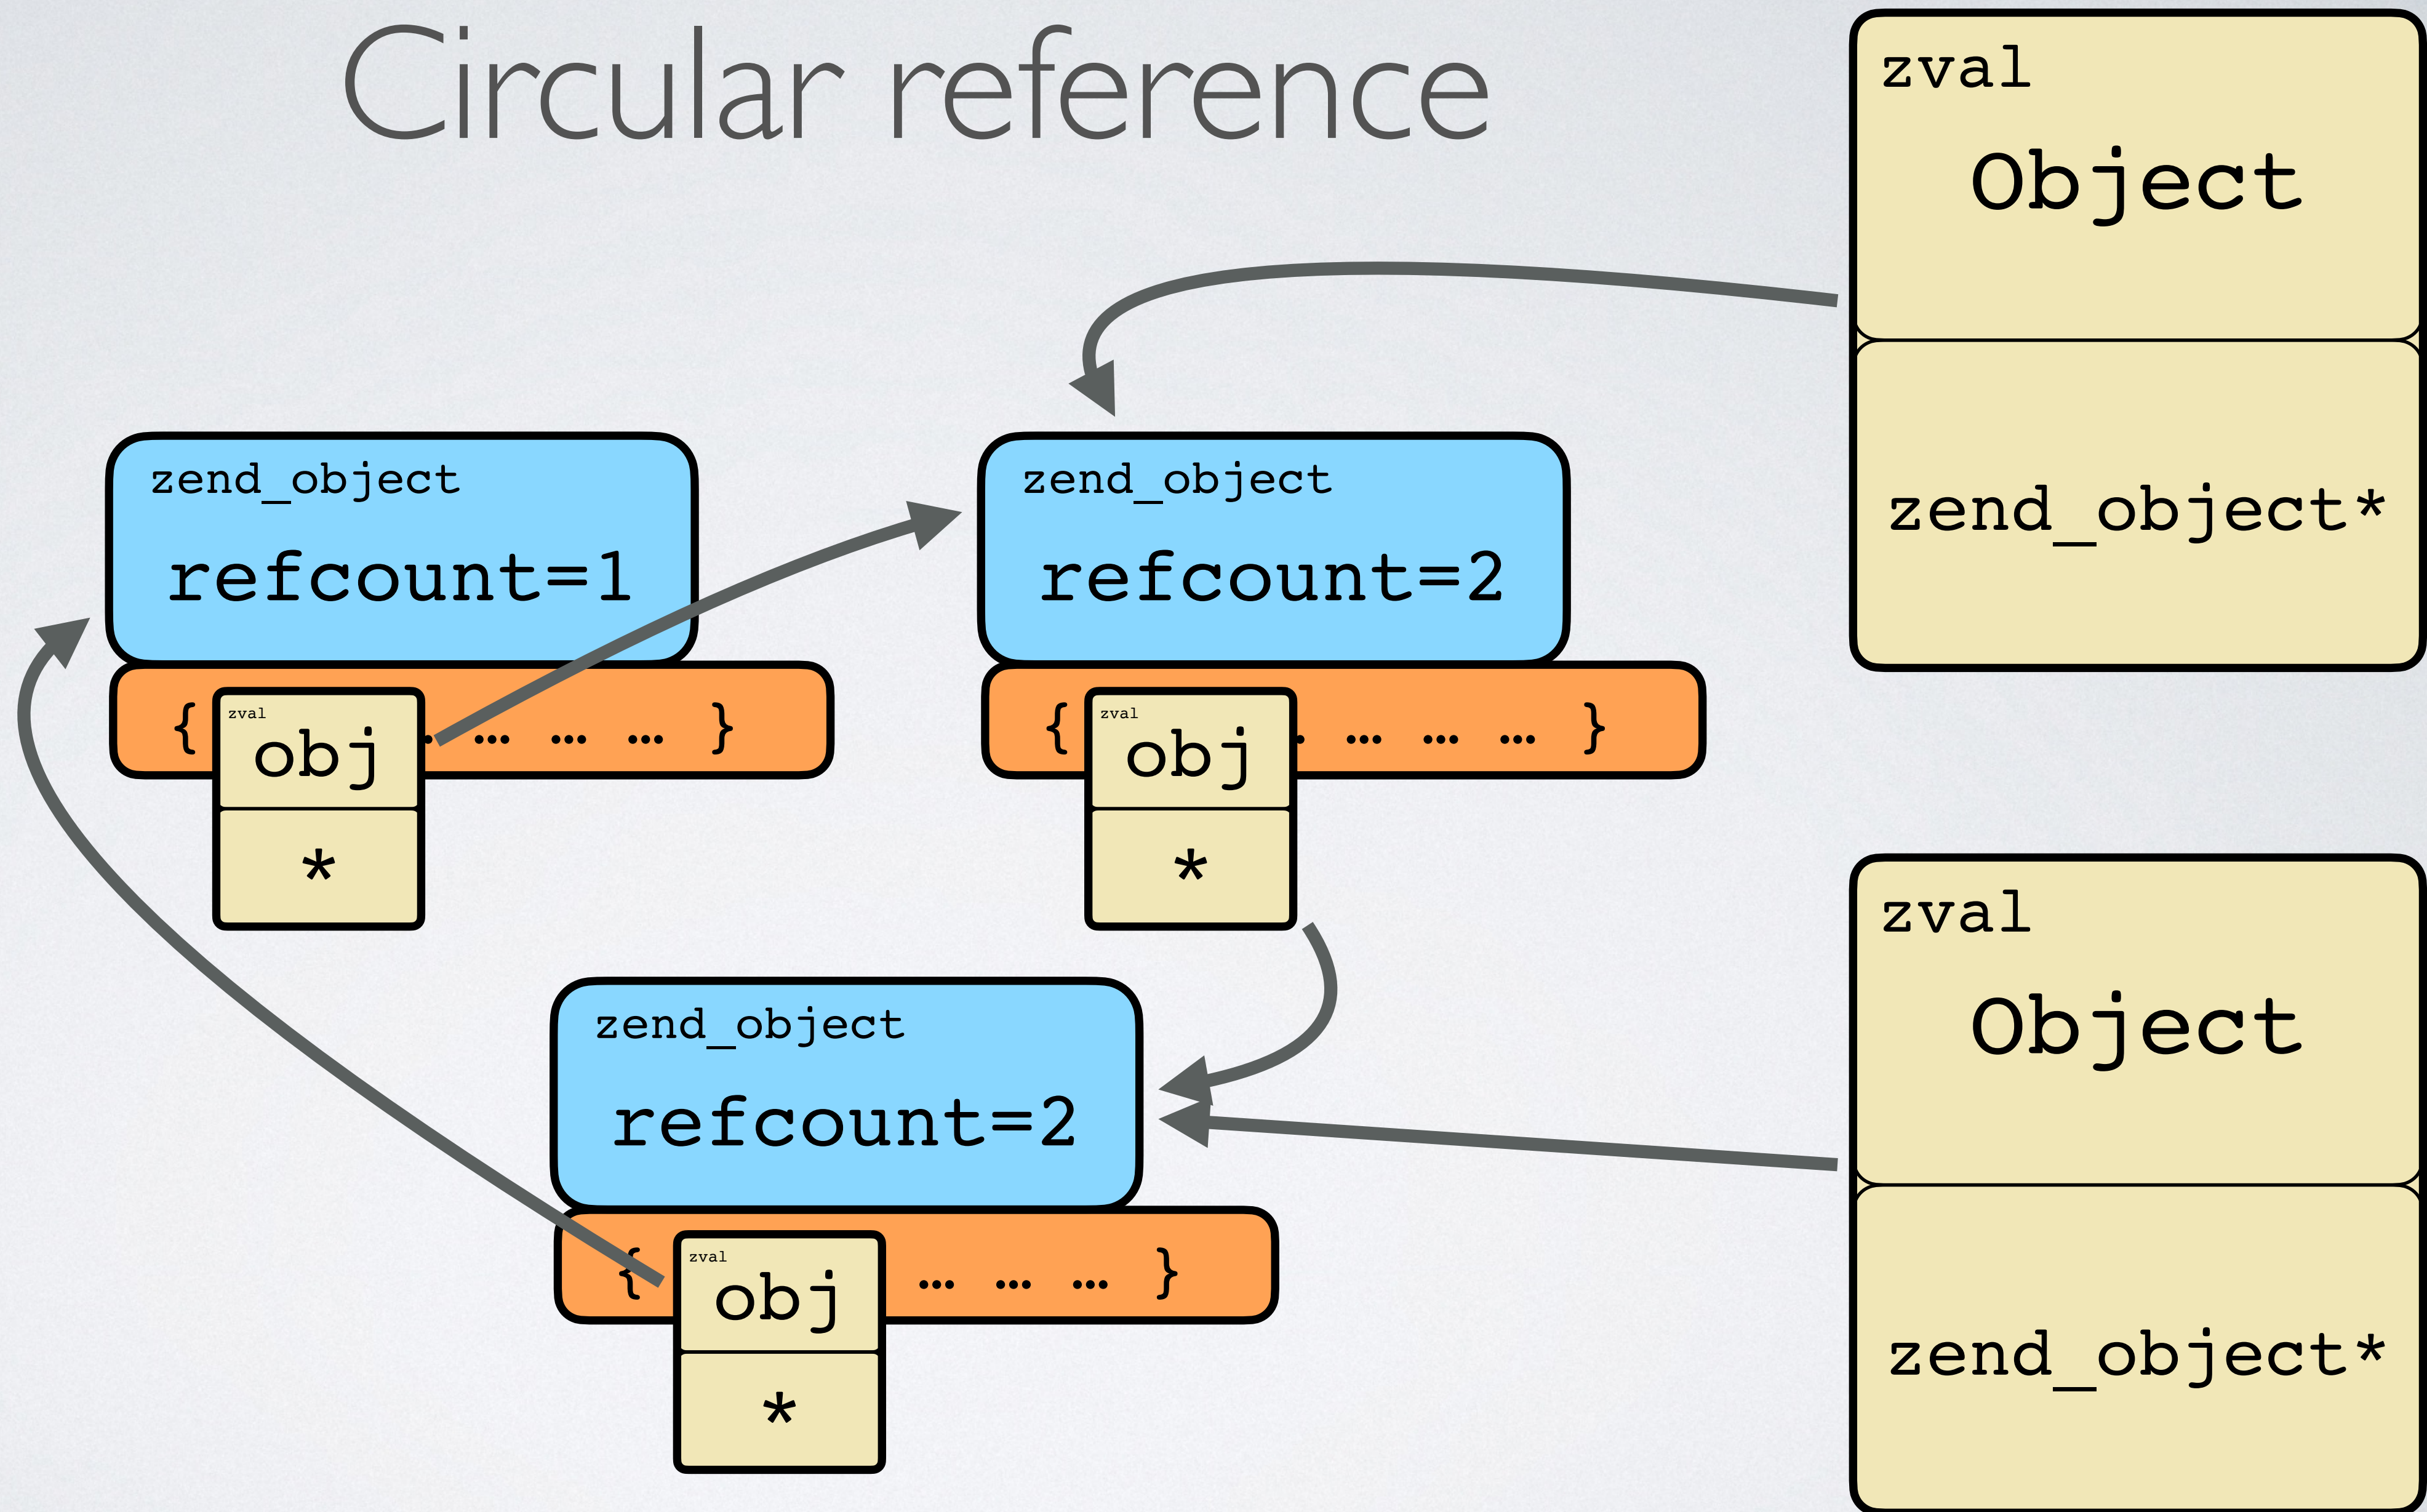 Circular reference
zval
Object
zend_object*
zend_object
refcount=1
{ … … … }
zval
obj
*
zend_object
refcount=2
{ … … … }
zval
obj
*
zval
Object
zend_object*
zend_object
refcount=2
{ … … … }
zval
obj
*